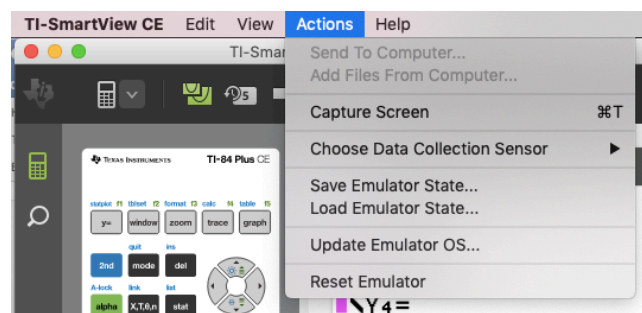 TI-SmartView CE Edit View Actions Help
TI-Smar
Send To Computer...
Add Files From Computer...
Capture Screen ⌘T
Choose Data Collection Sensor ▶
Save Emulator State...
Load Emulator State...
Update Emulator OS...
Reset Emulator
5
TEXAS INSTRUMENTS TI-84 Plus CE
statplot f1 tblset f2 format f3 calc f4 table f5
y= window zoom trace graph
quit ins
2nd mode del
A-lock link list
alpha X,T,θ,n stat
\Y4=